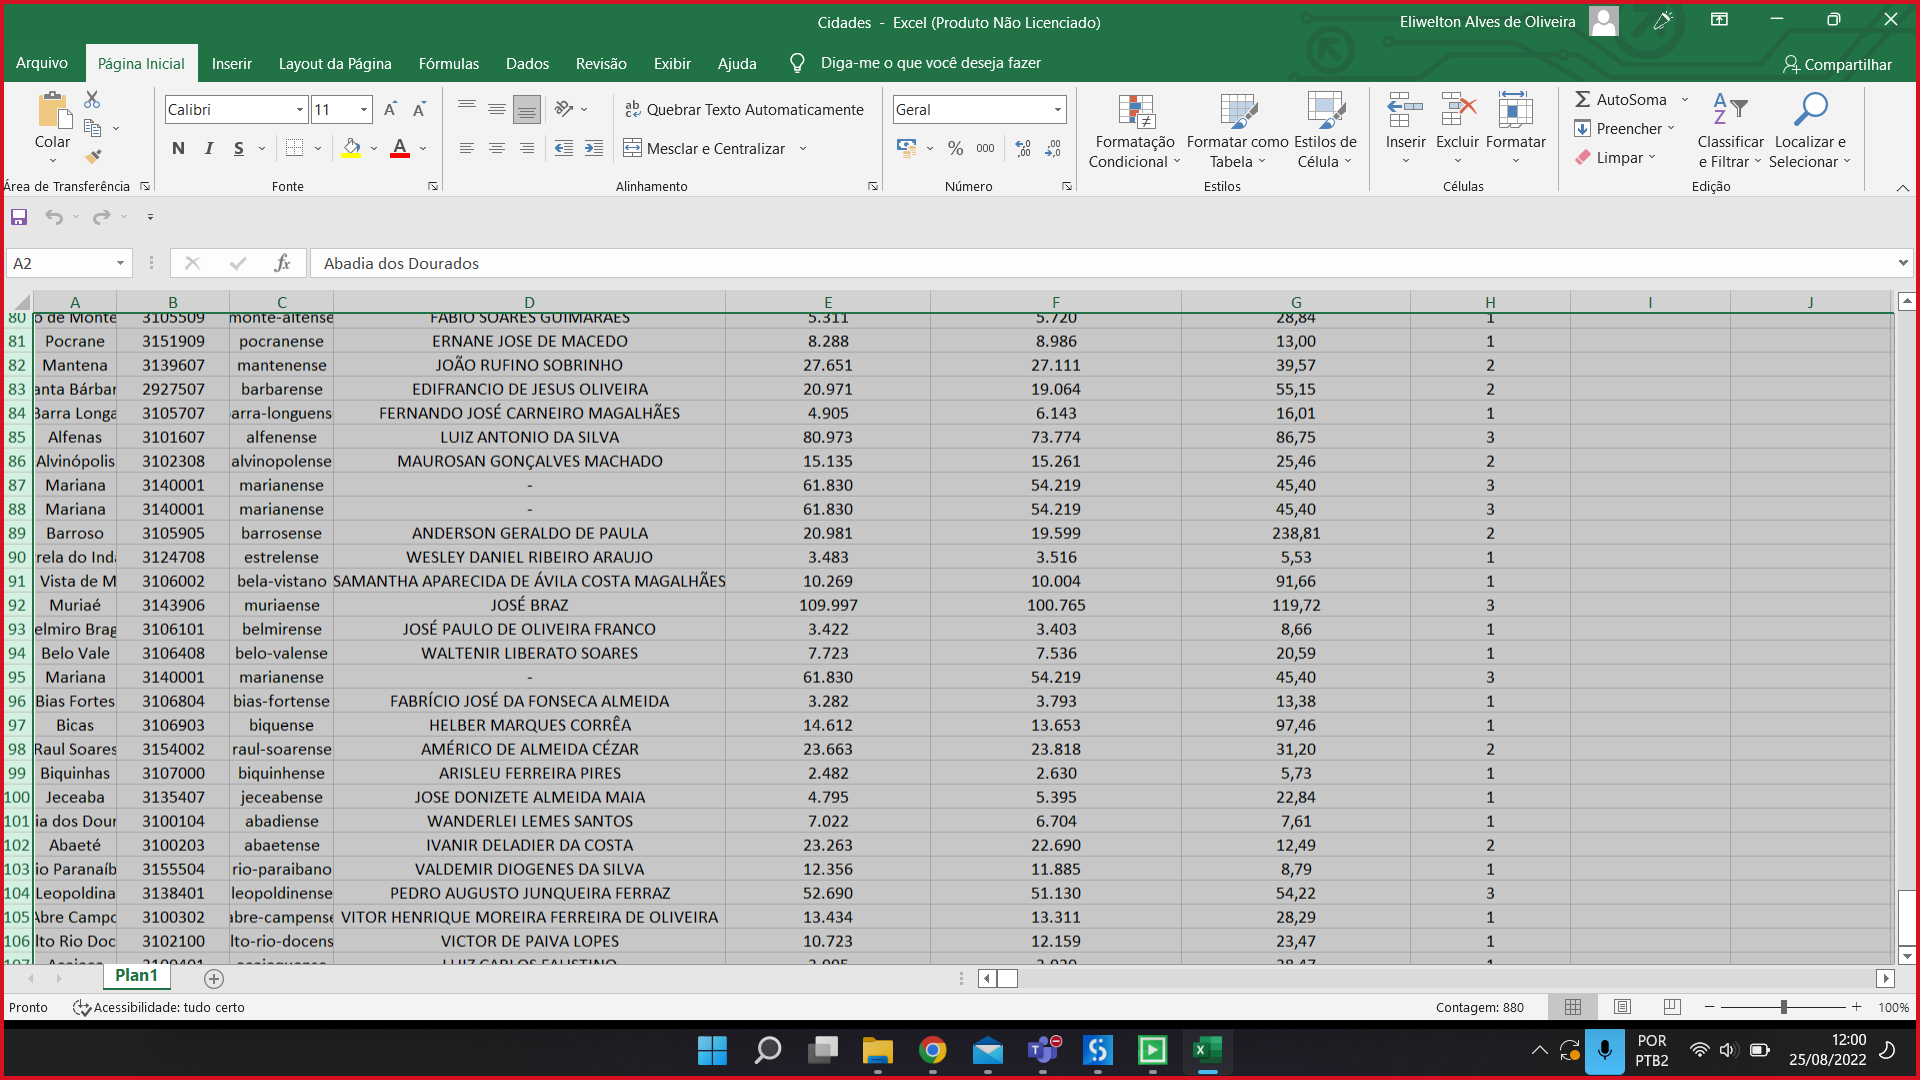 Cidades - Excel (Produto Não Licenciado)
Eliwelton Alves de Oliveira
Arquivo Página Inicial Inserir Layout da Página Fórmulas Dados Revisão Exibir Ajuda Diga-me o que você deseja fazer Compartilhar
Colar
Área de Transferência
Calibri 11
N I S
Fonte
Quebrar Texto Automaticamente
Mesclar e Centralizar
Alinhamento
Geral
% 000
Número
Formatação Condicional
Formatar como Tabela
Estilos de Célula
Estilos
Inserir Excluir Formatar
Células
AutoSoma
Preencher
Limpar
Classificar e Filtrar
Localizar e Selecionar
Edição
A2 fx Abadia dos Dourados
A B C D E F G H I J
80 o de Monte 3105509 monte-altense FABIO SOARES GUIMARAES 5.311 5.720 28,84 1
81 Pocrane 3151909 pocranense ERNANE JOSE DE MACEDO 8.288 8.986 13,00 1
82 Mantena 3139607 mantenense JOÃO RUFINO SOBRINHO 27.651 27.111 39,57 2
83 anta Bárbar 2927507 barbarense EDIFRANCIO DE JESUS OLIVEIRA 20.971 19.064 55,15 2
84 Barra Longa 3105707 arra-longuens FERNANDO JOSÉ CARNEIRO MAGALHÃES 4.905 6.143 16,01 1
85 Alfenas 3101607 alfenense LUIZ ANTONIO DA SILVA 80.973 73.774 86,75 3
86 Alvinópolis 3102308 alvinopolense MAUROSAN GONÇALVES MACHADO 15.135 15.261 25,46 2
87 Mariana 3140001 marianense - 61.830 54.219 45,40 3
88 Mariana 3140001 marianense - 61.830 54.219 45,40 3
89 Barroso 3105905 barrosense ANDERSON GERALDO DE PAULA 20.981 19.599 238,81 2
90 rela do Inda 3124708 estrelense WESLEY DANIEL RIBEIRO ARAUJO 3.483 3.516 5,53 1
91 Vista de M 3106002 bela-vistano SAMANTHA APARECIDA DE ÁVILA COSTA MAGALHÃES 10.269 10.004 91,66 1
92 Muriaé 3143906 muriaense JOSÉ BRAZ 109.997 100.765 119,72 3
93 elmiro Brag 3106101 belmirense JOSÉ PAULO DE OLIVEIRA FRANCO 3.422 3.403 8,66 1
94 Belo Vale 3106408 belo-valense WALTENIR LIBERATO SOARES 7.723 7.536 20,59 1
95 Mariana 3140001 marianense - 61.830 54.219 45,40 3
96 Bias Fortes 3106804 bias-fortense FABRÍCIO JOSÉ DA FONSECA ALMEIDA 3.282 3.793 13,38 1
97 Bicas 3106903 biquense HELBER MARQUES CORRÊA 14.612 13.653 97,46 1
98 Raul Soares 3154002 raul-soarense AMÉRICO DE ALMEIDA CÉZAR 23.663 23.818 31,20 2
99 Biquinhas 3107000 biquinhense ARISLEU FERREIRA PIRES 2.482 2.630 5,73 1
100 Jeceaba 3135407 jeceabense JOSE DONIZETE ALMEIDA MAIA 4.795 5.395 22,84 1
101 ia dos Dour 3100104 abadiense WANDERLEI LEMES SANTOS 7.022 6.704 7,61 1
102 Abaeté 3100203 abaetense IVANIR DELADIER DA COSTA 23.263 22.690 12,49 2
103 io Paranaíb 3155504 rio-paraibano VALDEMIR DIOGENES DA SILVA 12.356 11.885 8,79 1
104 Leopoldina 3138401 leopoldinense PEDRO AUGUSTO JUNQUEIRA FERRAZ 52.690 51.130 54,22 3
105 Abre Campo 3100302 abre-campense VITOR HENRIQUE MOREIRA FERREIRA DE OLIVEIRA 13.434 13.311 28,29 1
106 lto Rio Doc 3102100 lto-rio-docens VICTOR DE PAIVA LOPES 10.723 12.159 23,47 1
107 LUIZ CARLOS FAUSTINO
Plan1
Pronto Acessibilidade: tudo certo Contagem: 880 100%
POR
PTB2
12:00
25/08/2022